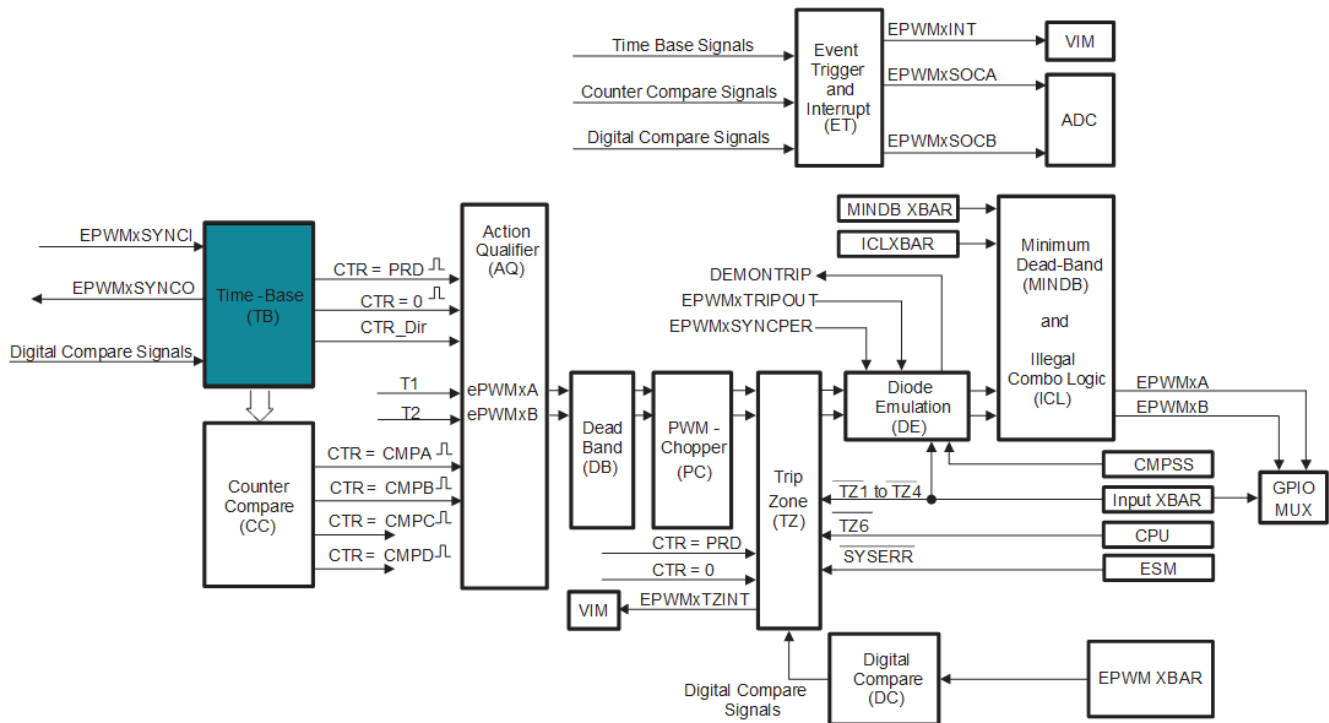 Time Base Signals
Counter Compare Signals
Digital Compare Signals
Event
Trigger
and
Interrupt
(ET)
EPWMxINT
EPWMxSOCA
EPWMxSOCB
VIM
ADC
EPWMxSYNCI
EPWMxSYNCO
Digital Compare Signals
Time -Base
(TB)
CTR = PRD
CTR = 0
CTR_Dir
T1
T2
Action
Qualifier
(AQ)
ePWMxA
ePWMxB
Counter
Compare
(CC)
CTR = CMPA
CTR = CMPB
CTR = CMPC
CTR = CMPD
Dead
Band
(DB)
PWM -
Chopper
(PC)
Trip
Zone
(TZ)
CTR = PRD
CTR = 0
EPWMxTZINT
VIM
DEMONTRIP
EPWMxTRIPOUT
EPWMxSYNCPER
Diode
Emulation
(DE)
MINDB XBAR
ICLXBAR
Minimum
Dead-Band
(MINDB)
and
Illegal
Combo Logic
(ICL)
EPWMxA
EPWMxB
TZ1 to TZ4
TZ6
SYSERR
CMPSS
Input XBAR
CPU
ESM
GPIO
MUX
Digital Compare
Signals
Digital
Compare
(DC)
EPWM XBAR